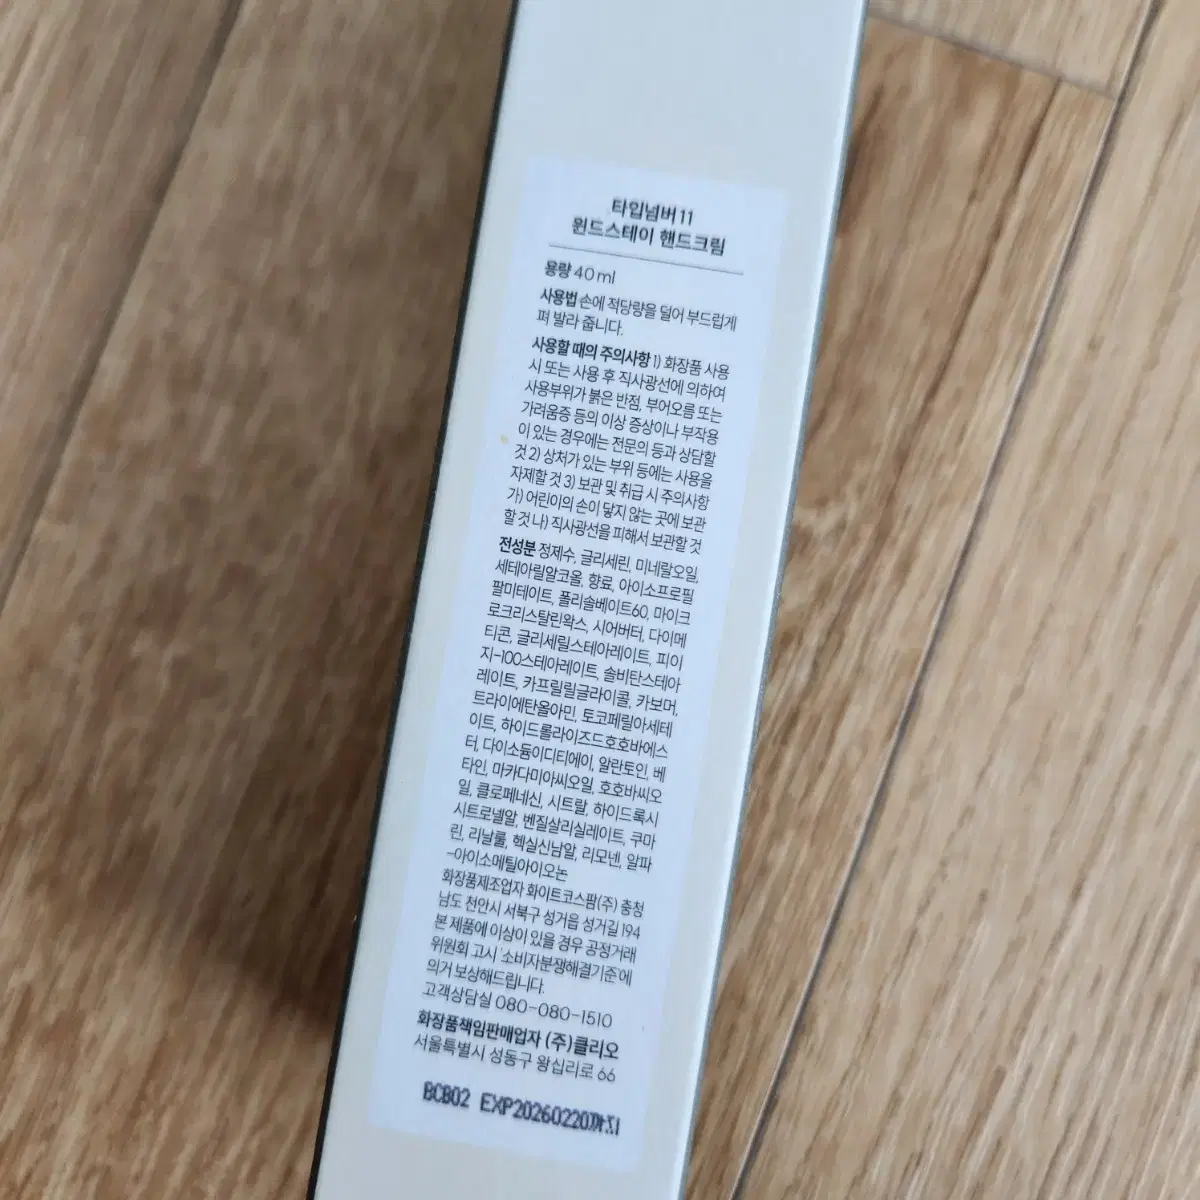 타입넘버11
윈드스테이 핸드크림
용량 40ml
사용법 손에 적당량을 덜어 부드럽게
펴 발라 줍니다.
사용할 때의 주의사항 1) 화장품 사용
시 또는 사용 후 직사광선에 의하여
사용부위가 붉은 반점, 부어오름 또는
가려움증 등의 이상 증상이나 부작용
이 있는 경우에는 전문의 등과 상담할
것 2) 상처가 있는 부위 등에는 사용을
자제할 것 3) 보관 및 취급 시 주의사항
가) 어린이의 손이 닿지 않는 곳에 보관
할 것 나) 직사광선을 피해서 보관할 것
전성분 정제수, 글리세린, 미네랄오일,
세테아릴알코올, 향료, 아이소프로필
팔미테이트, 폴리솔베이트60, 마이크
로크리스탈린왁스, 시어버터, 다이메
티콘, 글리세릴스테아레이트, 피이
지-100스테아레이트, 솔비탄스테아
레이트, 카프릴릴글라이콜, 카보머,
트라이에탄올아민, 토코페릴아세테
이트, 하이드롤라이즈드호호바에스
터, 다이소듐이디티에이, 알란토인, 베
타인, 마카다미아씨오일, 호호바씨오
일, 클로페네신, 시트랄, 하이드록시
시트로넬알, 벤질살리실레이트, 쿠마
린, 리날룰, 헥실신남알, 리모넨, 알파
-아이소메틸아이오논
화장품제조업자 화이트코스팜(주) 충청
남도 천안시 서북구 성거읍 성거길 194
본 제품에 이상이 있을 경우 공정거래
위원회 고시 '소비자분쟁해결기준'에
의거 보상해드립니다.
고객상담실 080-080-1510
화장품책임판매업자 (주)클리오
서울특별시 성동구 왕십리로 66
BCB02 EXP20260220까지